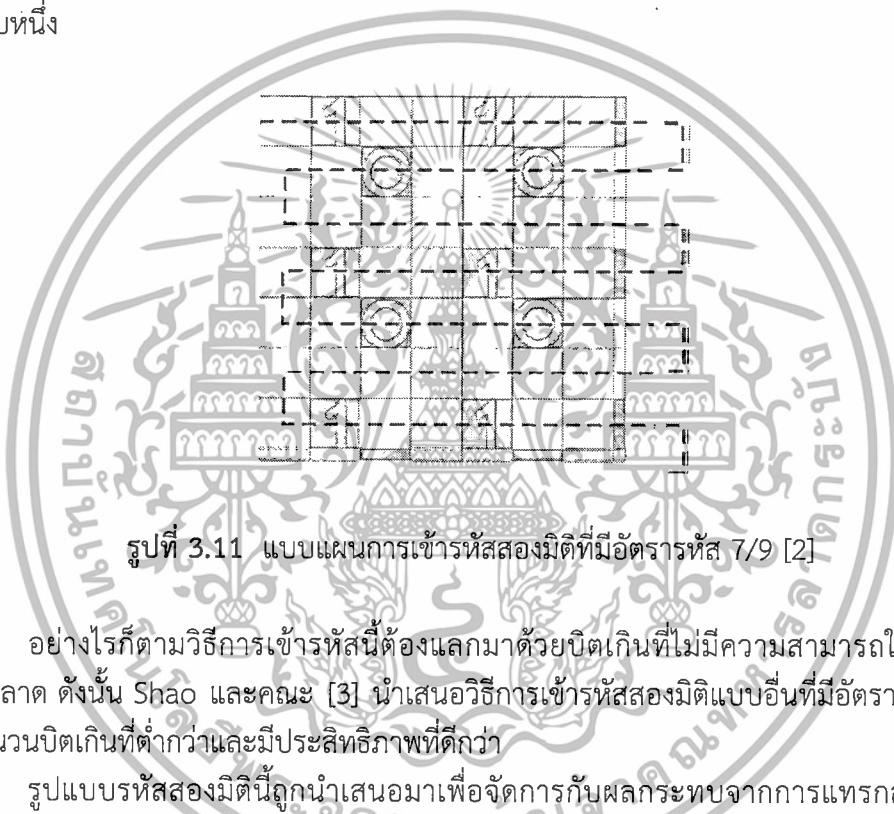 บหนึ่ง
รูปที่ 3.11 แบบแผนการเข้ารหัสสองมิติที่มีอัตรารหัส 7/9 [2]
อย่างไรก็ตามวิธีการเข้ารหัสนี้ต้องแลกมาด้วยบิตเกินที่ไม่มีความสามารถใ
ลาด ดังนั้น Shao และคณะ [3] นำเสนอวิธีการเข้ารหัสสองมิติแบบอื่นที่มีอัตรา
นวนบิตเกินที่ต่ำกว่าและมีประสิทธิภาพที่ดีกว่า
รูปแบบรหัสสองมิตินี้ถูกนำเสนอมาเพื่อจัดการกับผลกระทบจากการแทรกส